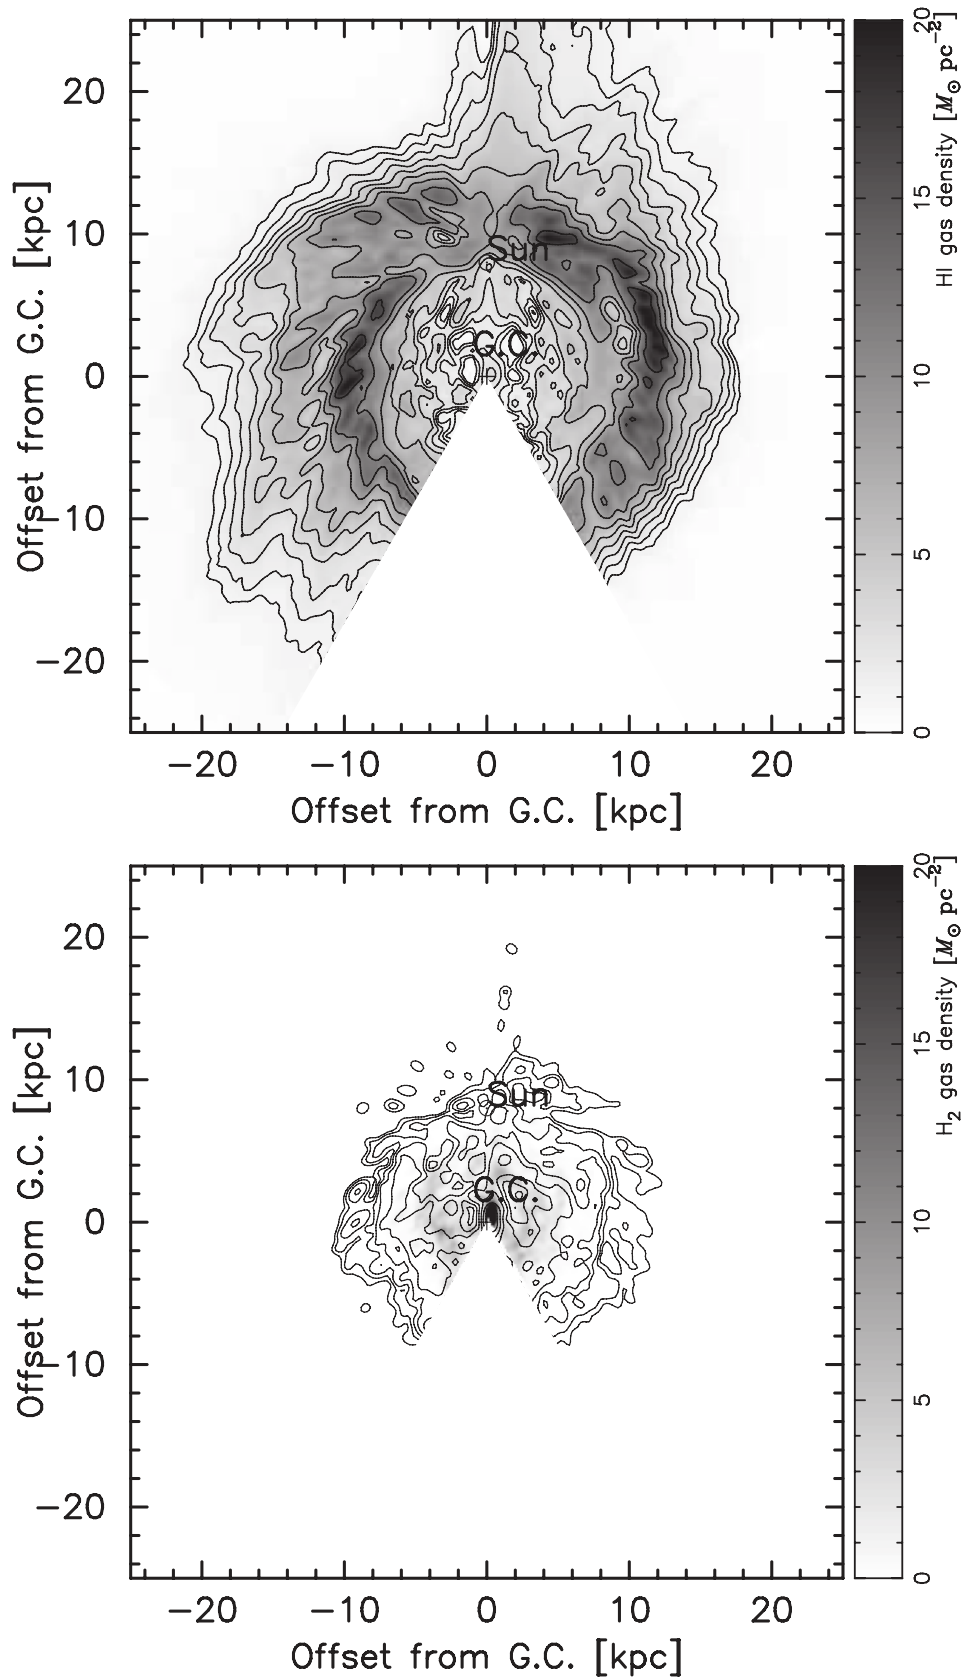 20
10
0
−10
−20
Offset from G.C. [kpc]
Sun
G.C.
−20 −10 0 10 20
Offset from G.C. [kpc]
20
15
10
5
0
HI gas density [M⊙ pc⁻²]
20
10
0
−10
−20
Offset from G.C. [kpc]
Sun
G.C.
−20 −10 0 10 20
Offset from G.C. [kpc]
20
15
10
5
0
H₂ gas density [M⊙ pc⁻²]